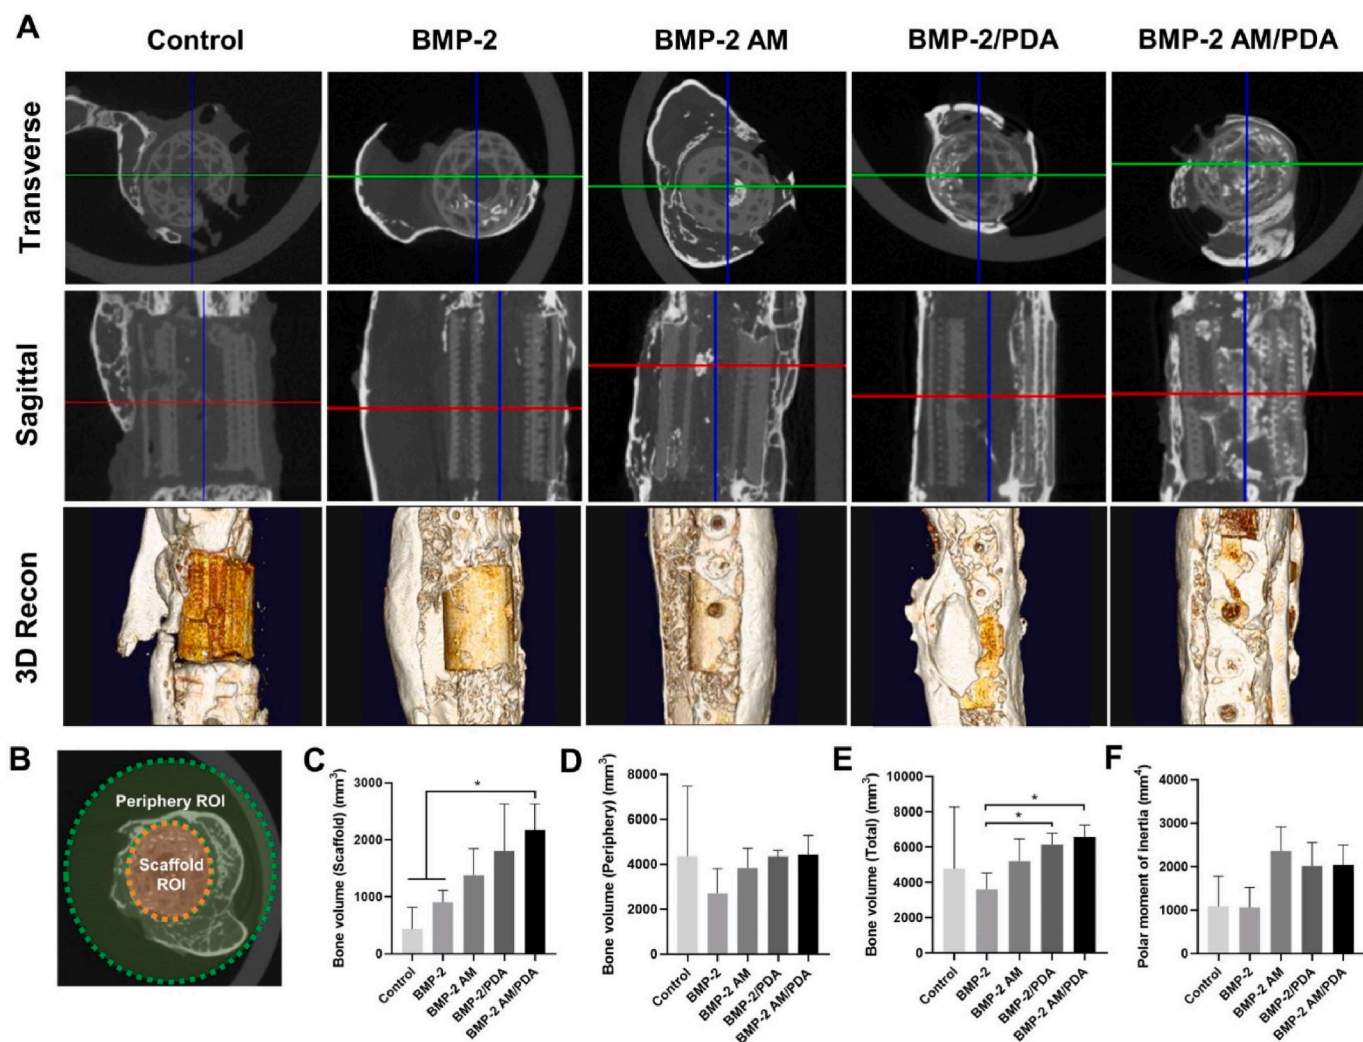 A
Control
BMP-2
BMP-2 AM
BMP-2/PDA
BMP-2 AM/PDA
Transverse
Sagittal
3D Recon
B
Periphery ROI
Scaffold
ROI
C
Bone volume (Scaffold) (mm³)
3000
2000
1000
0
*
Control
BMP-2
BMP-2 AM
BMP-2/PDA
BMP-2 AM/PDA
D
Bone volume (Periphery) (mm³)
8000
6000
4000
2000
0
Control
BMP-2
BMP-2 AM
BMP-2/PDA
BMP-2 AM/PDA
E
Bone volume (Total) (mm³)
10000
8000
6000
4000
2000
0
*
*
Control
BMP-2
BMP-2 AM
BMP-2/PDA
BMP-2 AM/PDA
F
Polar moment of inertia (mm⁴)
4000
3000
2000
1000
0
Control
BMP-2
BMP-2 AM
BMP-2/PDA
BMP-2 AM/PDA